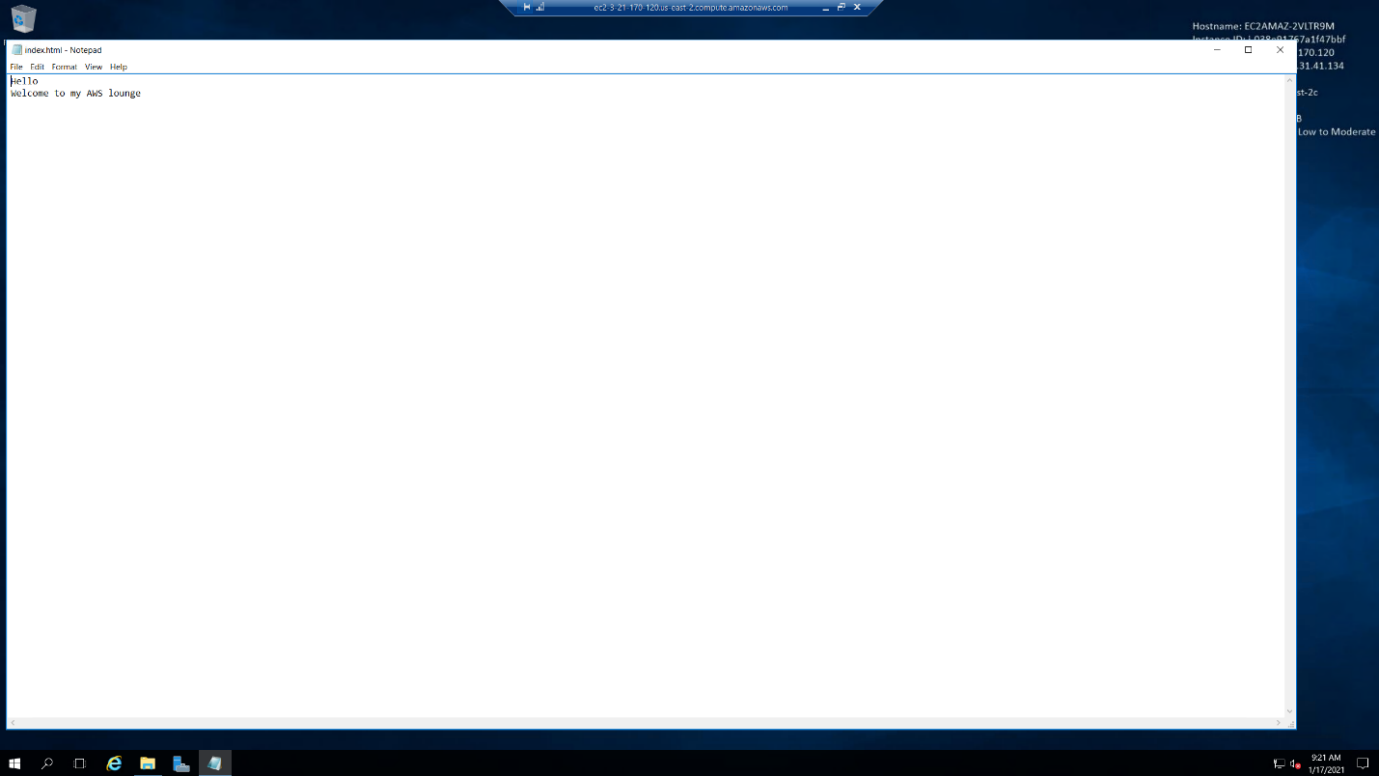 ec2-3-21-170-120.us-east-2.compute.amazonaws.com
Hostname: EC2AMAZ-2VLTR9M
index.html - Notepad
170.120
File Edit Format View Help
.31.41.134
Hello
Welcome to my AWS lounge
st-2c
B
Low to Moderate
9:21 AM
1/17/2021